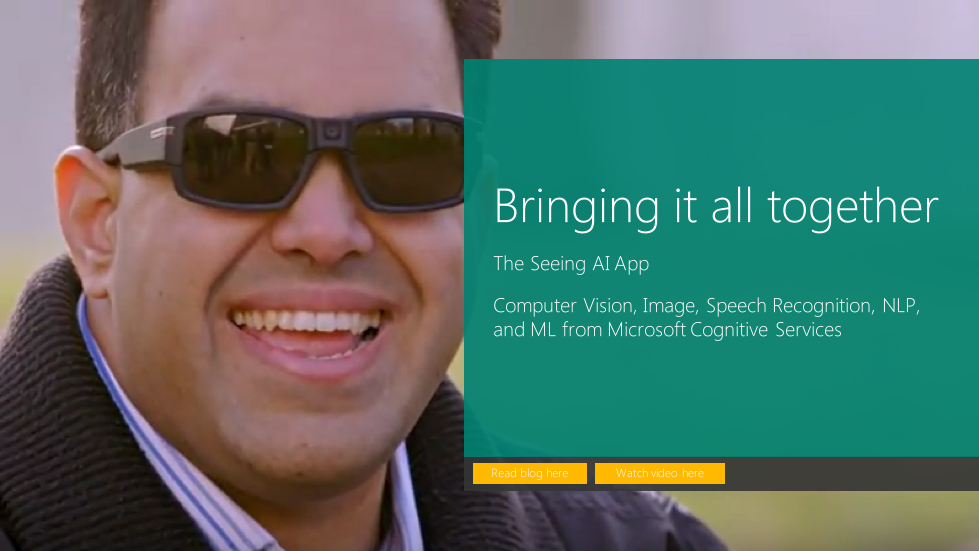 Bringing it all together
The Seeing AI App
Computer Vision, Image, Speech Recognition, NLP,
and ML from Microsoft Cognitive Services
Read blog here
Watch video here